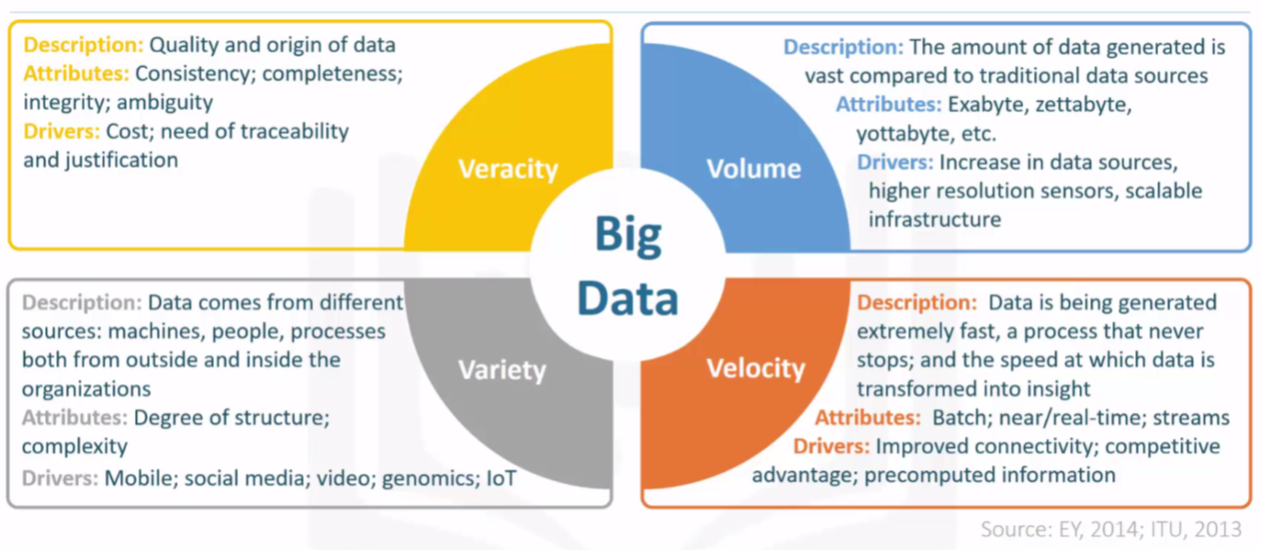 Description: Quality and origin of data
Attributes: Consistency; completeness;
integrity; ambiguity
Drivers: Cost; need of traceability
and justification
Veracity
Description: The amount of data generated is
vast compared to traditional data sources
Attributes: Exabyte, zettabyte,
yottabyte, etc.
Drivers: Increase in data sources,
higher resolution sensors, scalable
infrastructure
Volume
Big
Data
Description: Data comes from different
sources: machines, people, processes
both from outside and inside the
organizations
Attributes: Degree of structure;
complexity
Drivers: Mobile; social media; video; genomics; IoT
Variety
Description: Data is being generated
extremely fast, a process that never
stops; and the speed at which data is
transformed into insight
Attributes: Batch; near/real-time; streams
Drivers: Improved connectivity; competitive
advantage; precomputed information
Velocity
Source: EY, 2014; ITU, 2013